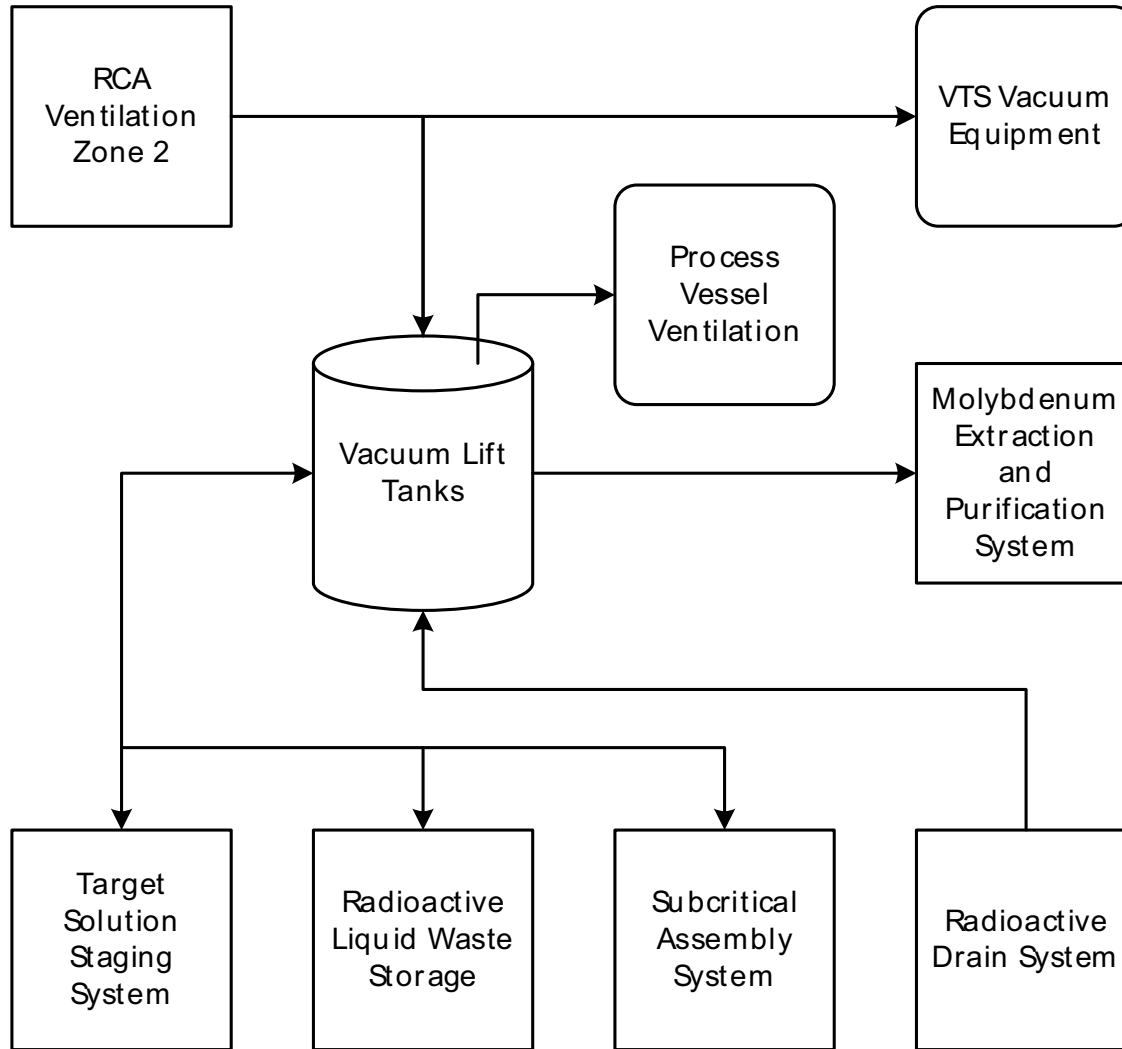 RCA
Ventilation
Zone 2
VTS Vacuum
Equipment
Process
Vessel
Ventilation
Molybdenum
Extraction
and
Purification
System
Vacuum Lift
Tanks
Target
Solution
Staging
System
Radioactive
Liquid Waste
Storage
Subcritical
Assembly
System
Radioactive
Drain System